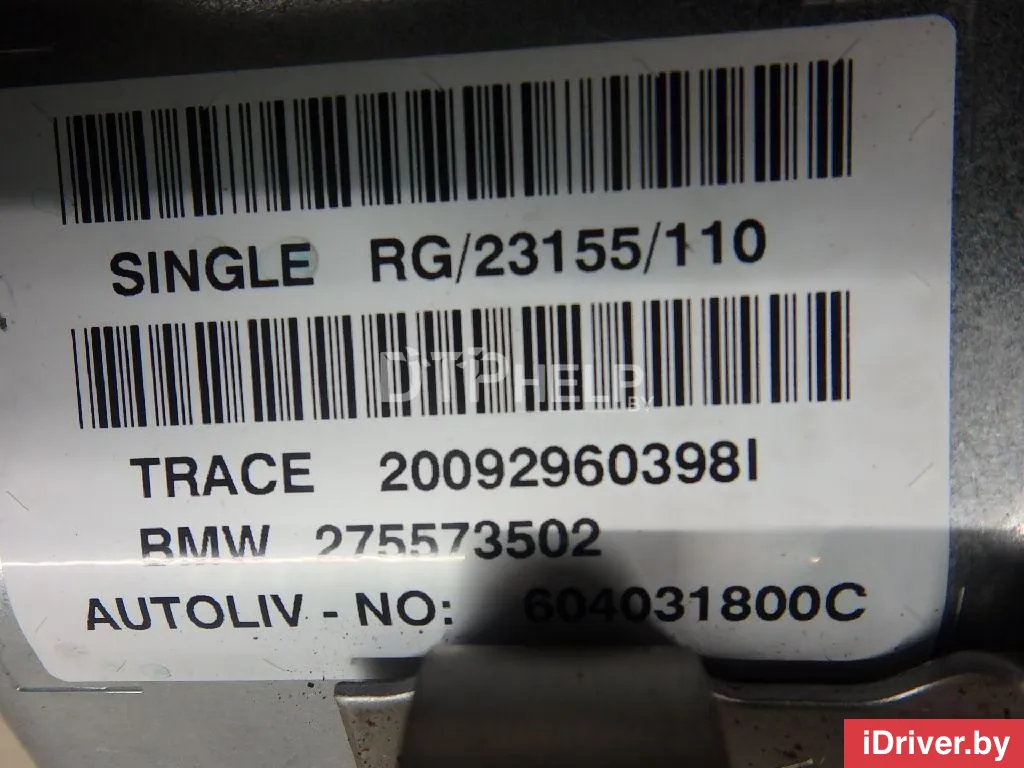 SINGLE RG/23155/110
DTPHELP
.BY
TRACE 20092960398I
BMW 275573502
AUTOLIV - NO: 604031800C
iDriver.by